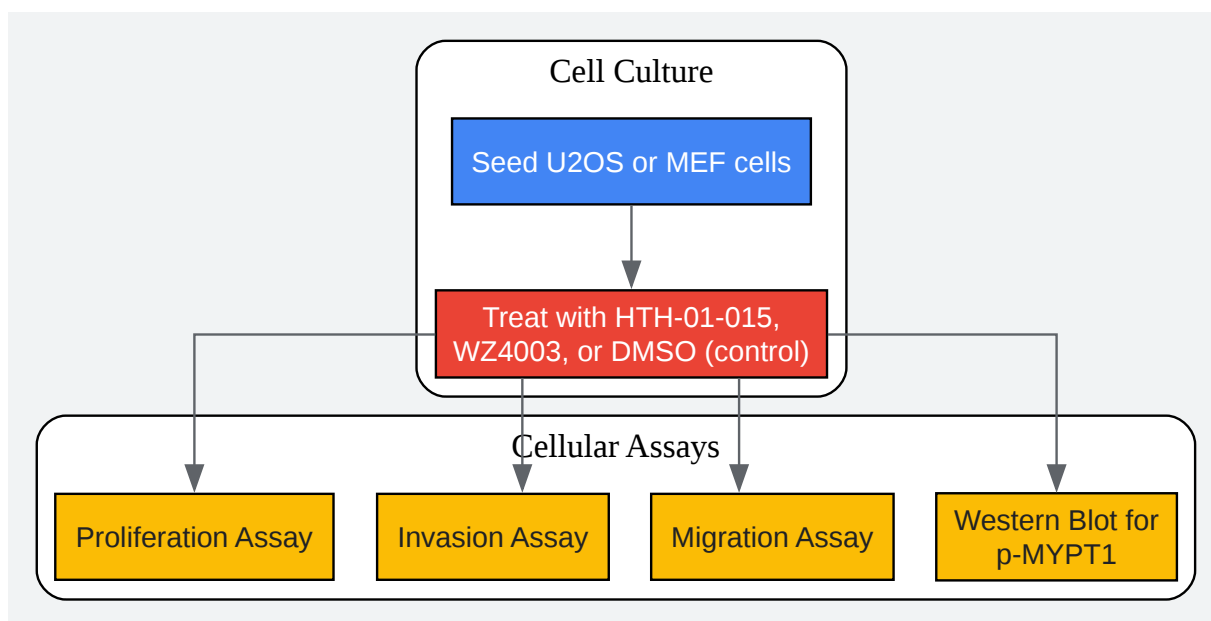 Cell Culture
Seed U2OS or MEF cells
Treat with HTH-01-015,
WZ4003, or DMSO (control)
Cellular Assays
Proliferation Assay
Invasion Assay
Migration Assay
Western Blot for
p-MYPT1